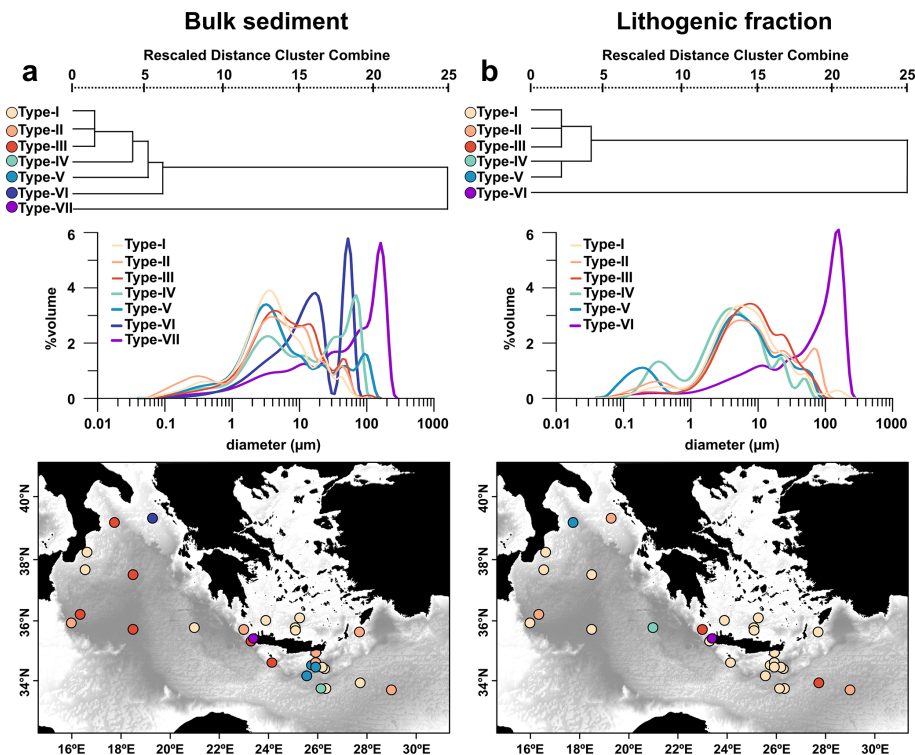 Bulk sediment
Lithogenic fraction
Rescaled Distance Cluster Combine
Rescaled Distance Cluster Combine
a
0 5 10 15 20 25
b
0 5 10 15 20 25
Type-I
Type-II
Type-III
Type-IV
Type-V
Type-VI
Type-VII
Type-I
Type-II
Type-III
Type-IV
Type-V
Type-VI
%volume
6
4
2
0
Type-I
Type-II
Type-III
Type-IV
Type-V
Type-VI
Type-VII
0.01 0.1 1 10 100 1000
diameter (µm)
%volume
6
4
2
0
Type-I
Type-II
Type-III
Type-IV
Type-V
Type-VI
0.01 0.1 1 10 100 1000
diameter (µm)
40°N
38°N
36°N
34°N
16°E 18°E 20°E 22°E 24°E 26°E 28°E 30°E
40°N
38°N
36°N
34°N
16°E 18°E 20°E 22°E 24°E 26°E 28°E 30°E